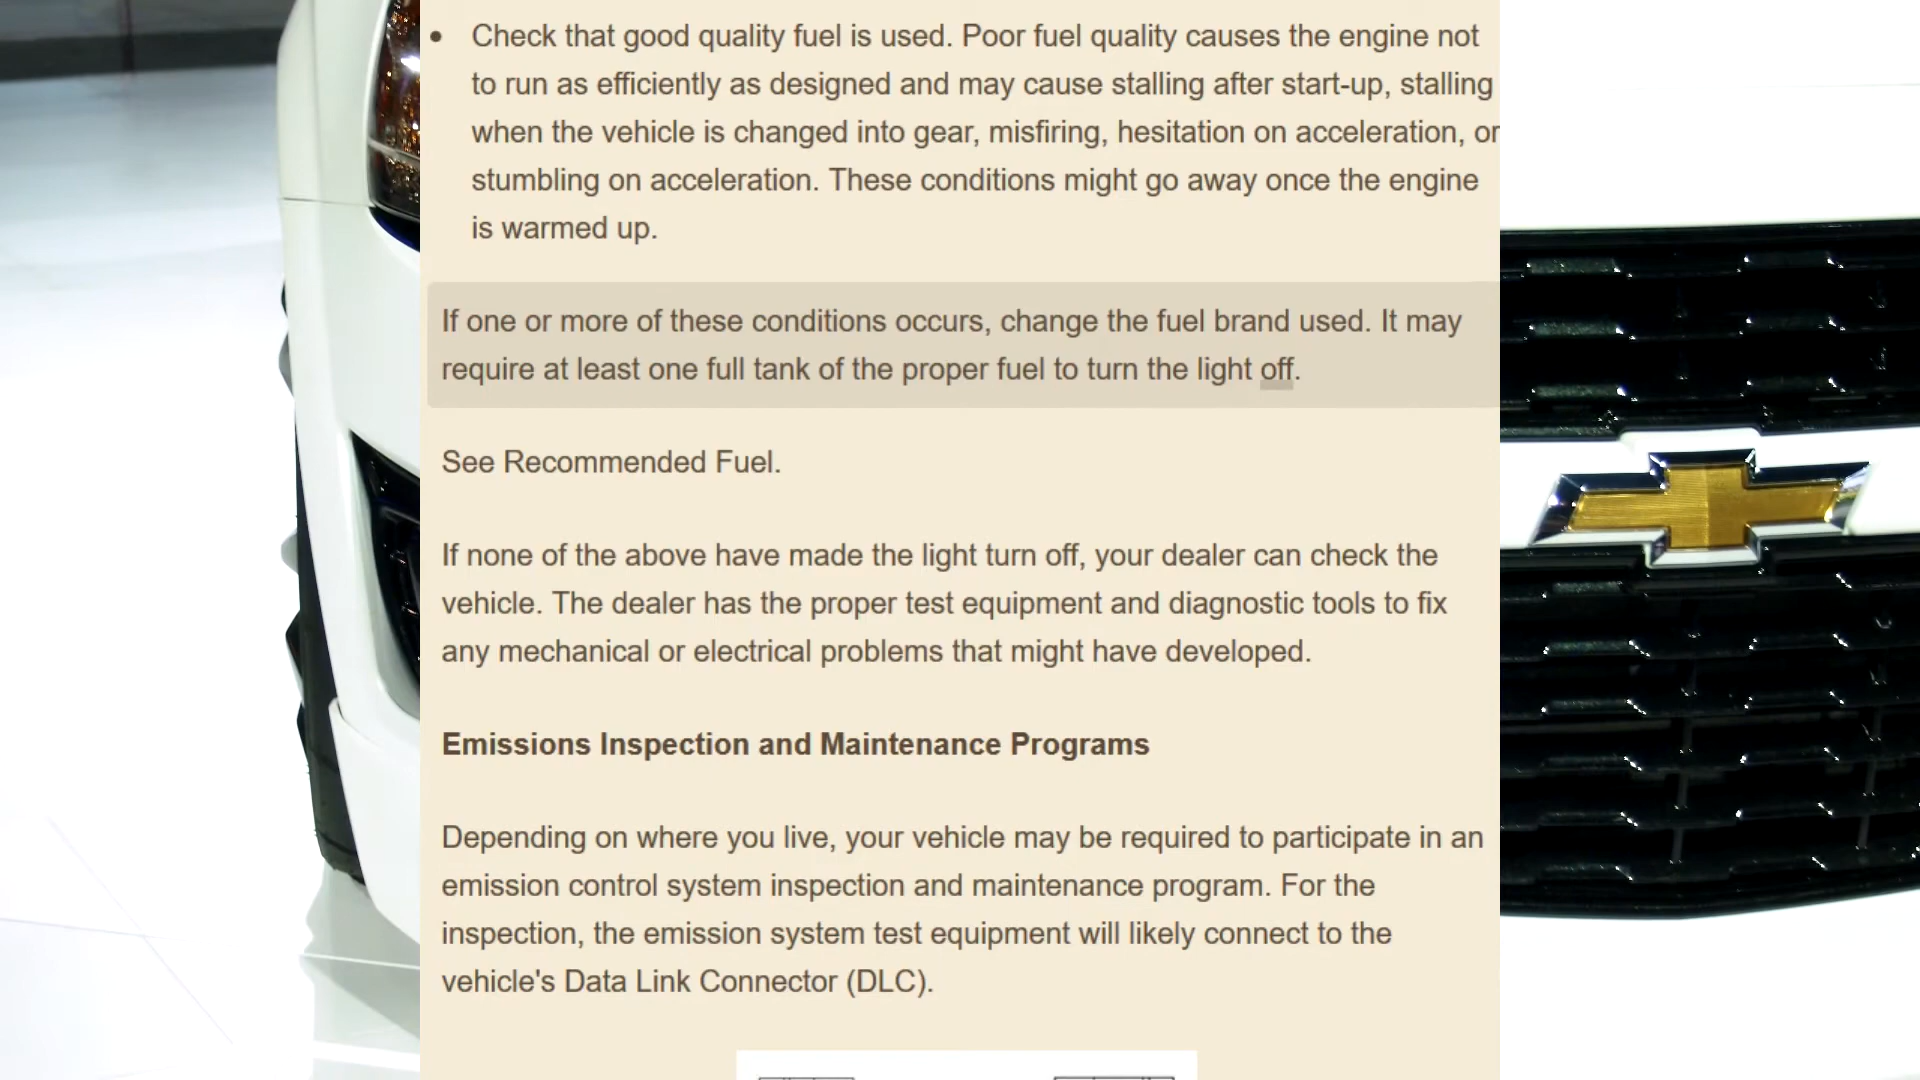 • Check that good quality fuel is used. Poor fuel quality causes the engine not
to run as efficiently as designed and may cause stalling after start-up, stalling
when the vehicle is changed into gear, misfiring, hesitation on acceleration, or
stumbling on acceleration. These conditions might go away once the engine
is warmed up.
If one or more of these conditions occurs, change the fuel brand used. It may
require at least one full tank of the proper fuel to turn the light off.
See Recommended Fuel.
If none of the above have made the light turn off, your dealer can check the
vehicle. The dealer has the proper test equipment and diagnostic tools to fix
any mechanical or electrical problems that might have developed.
Emissions Inspection and Maintenance Programs
Depending on where you live, your vehicle may be required to participate in an
emission control system inspection and maintenance program. For the
inspection, the emission system test equipment will likely connect to the
vehicle's Data Link Connector (DLC).